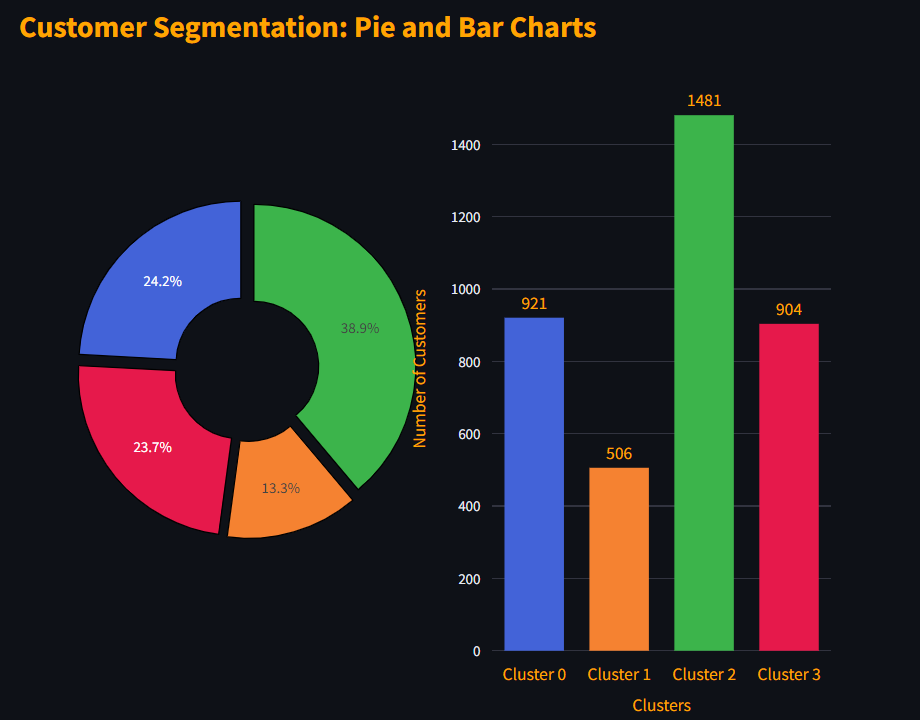 Customer Segmentation: Pie and Bar Charts
24.2%
38.9%
23.7%
13.3%
Number of Customers
1400
1200
1000
800
600
400
200
0
1481
921
904
506
Cluster 0
Cluster 1
Cluster 2
Cluster 3
Clusters